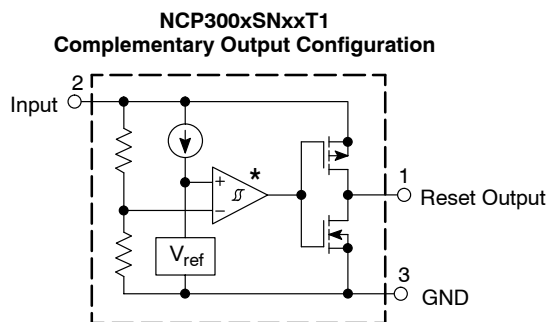 NCP300xSNxxT1
Complementary Output Configuration
2
Input
*
1
+
Reset Output
−
Vref
3
GND